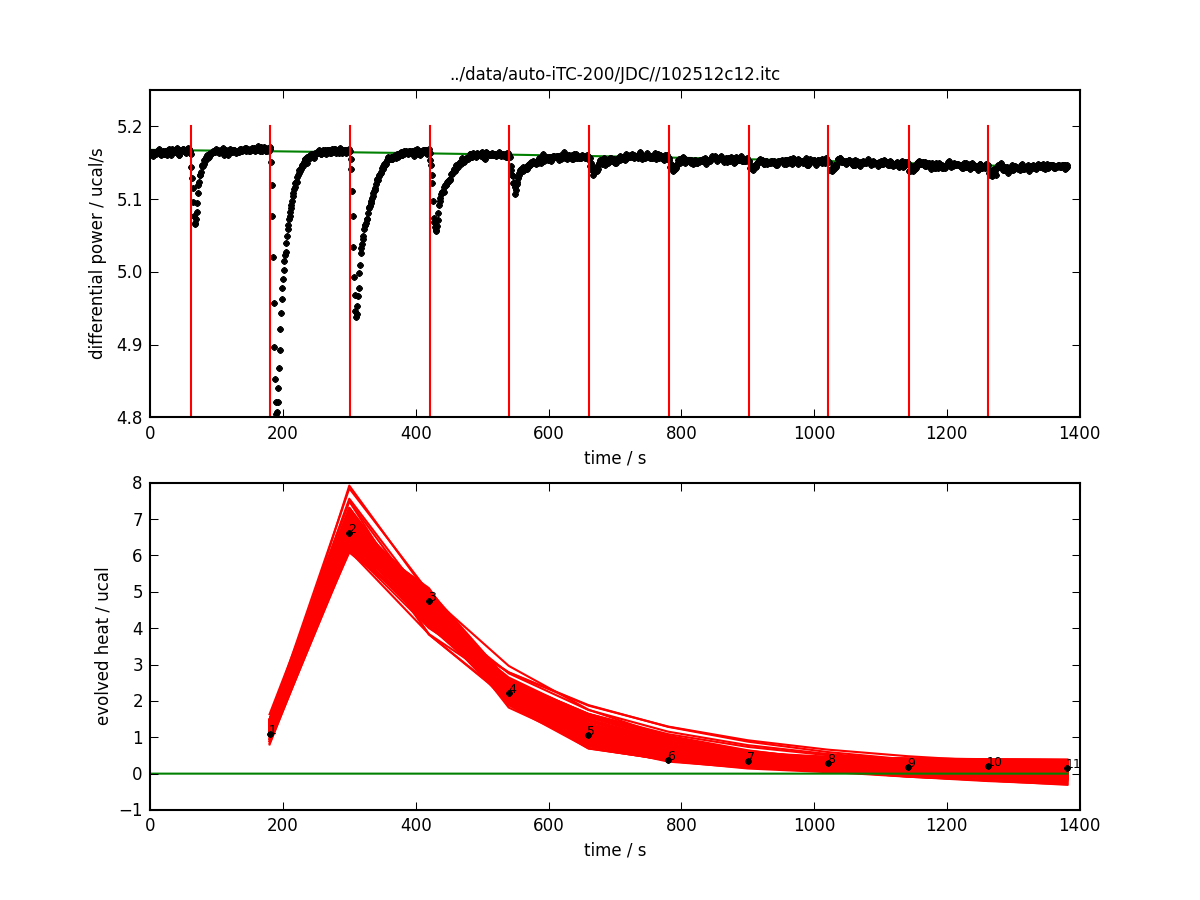 ../data/auto-iTC-200/JDC//102512c12.itc
differential power / ucal/s
5.2
5.1
5.0
4.9
4.8
0 200 400 600 800 1000 1200 1400
time / s
evolved heat / ucal
8
7
6
5
4
3
2
1
0
−1
1 2 3 4 5 6 7 8 9 10 11
0 200 400 600 800 1000 1200 1400
time / s